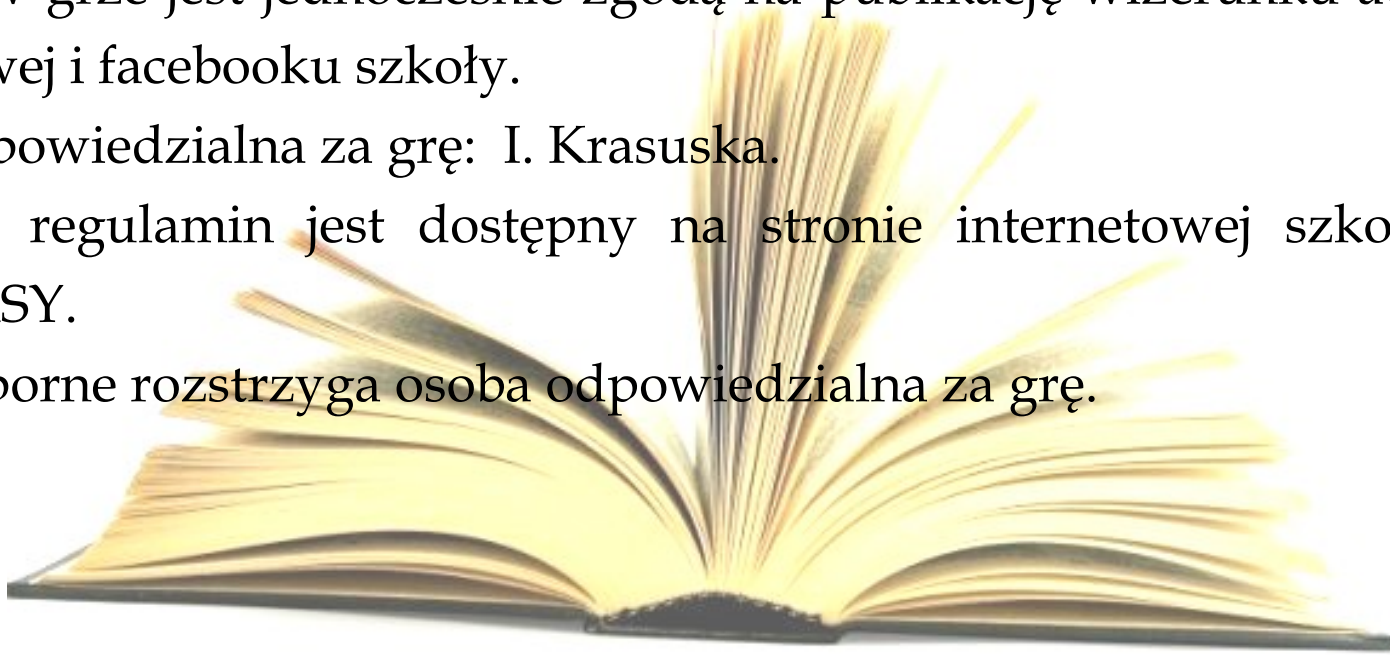 w grze jest jednocześnie zgodą na publikację wizerunku
wej i facebooku szkoły.
powiedzialna za grę: I. Krasuska.
regulamin jest dostępny na stronie internetowej szko
SY.
porne rozstrzyga osoba odpowiedzialna za grę.